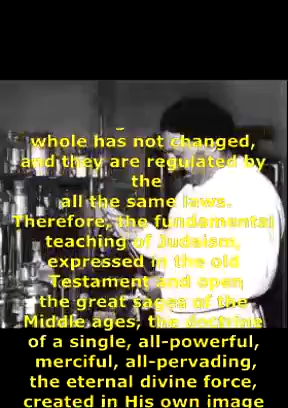 whole has not changed,
and they are regulated by
the
all the same laws.
Therefore, the fundamental
teaching of Judaism,
expressed in the old
Testament and open
the great sages of the
Middle ages, the doctrine
of a single, all-powerful,
merciful, all-pervading,
the eternal divine force,
created in His own image